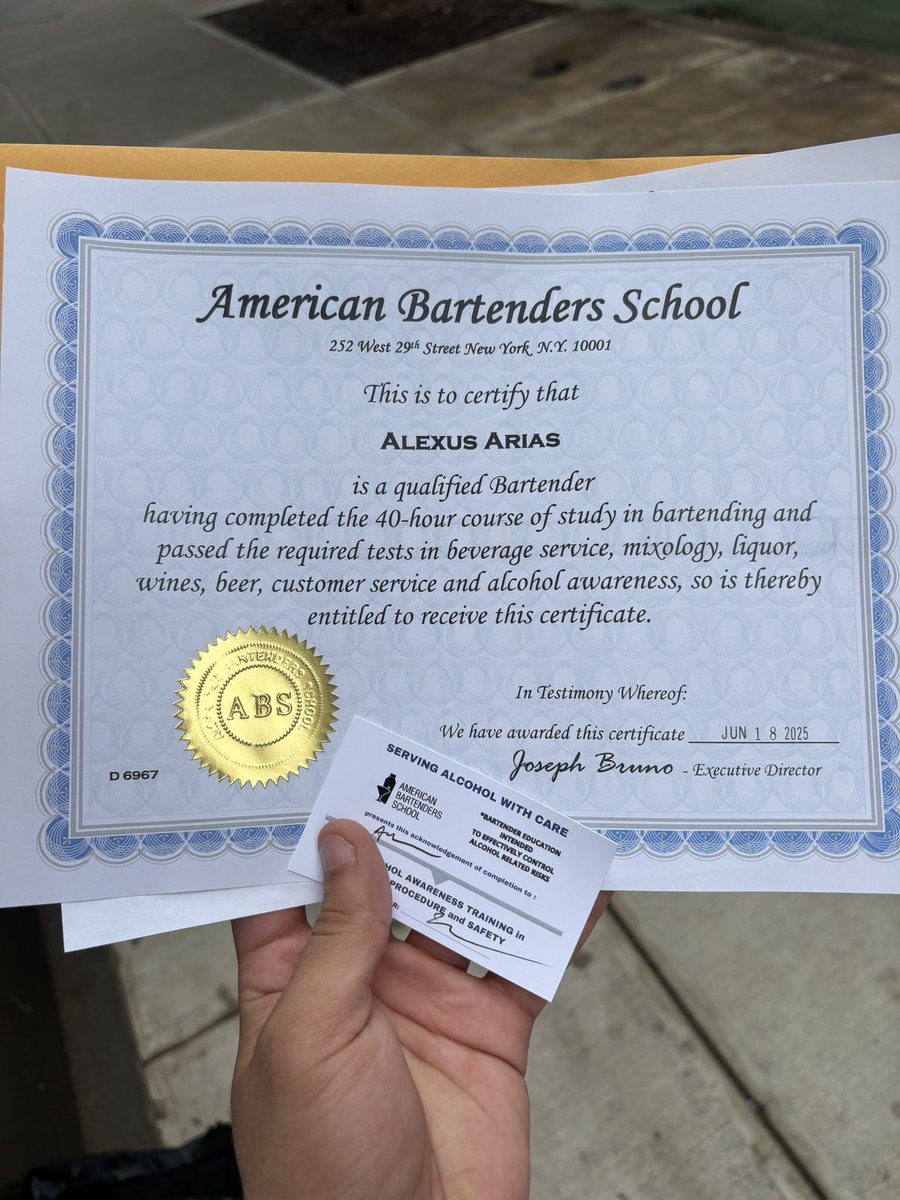 American Bartenders School
252 West 29th Street New York, N.Y. 10001
This is to certify that
ALEXUS ARIAS
is a qualified Bartender
having completed the 40-hour course of study in bartending and
passed the required tests in beverage service, mixology, liquor,
wines, beer, customer service and alcohol awareness, so is thereby
entitled to receive this certificate.
In Testimony Whereof:
We have awarded this certificate JUN 18 2025
Joseph Bruno - Executive Director
BARTENDERS SCHOOL
ABS
D 6967
SERVING ALCOHOL WITH CARE
AMERICAN
BARTENDERS
SCHOOL
"BARTENDER EDUCATION
INTENDED
TO EFFECTIVELY CONTROL
ALCOHOL RELATED RISKS
presents this acknowledgement of completion to :
AWARENESS TRAINING in
PROCEDURE and SAFETY